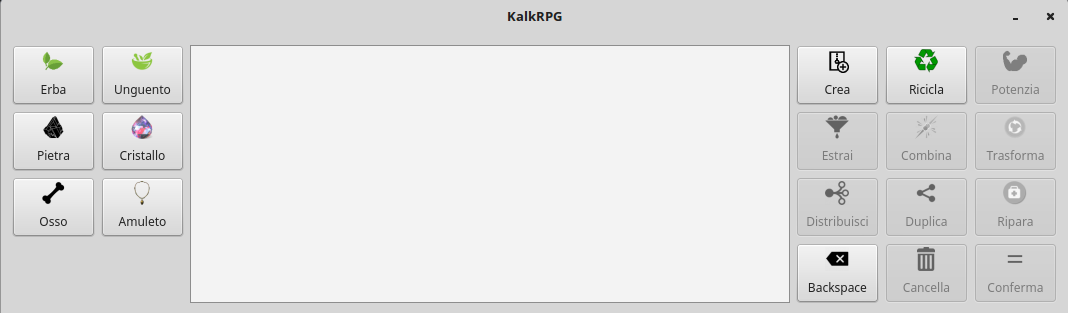 KalkRPG
Erba
Unguento
Crea
Ricicla
Potenzia
Pietra
Cristallo
Estrai
Combina
Trasforma
Osso
Amuleto
Distribuisci
Duplica
Ripara
Backspace
Cancella
Conferma